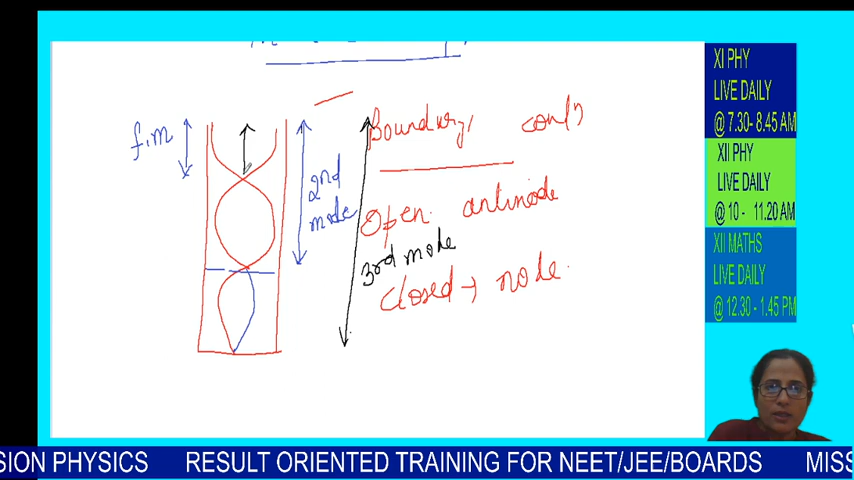 f.m
2nd
mode
Boundary
Open antinode
3rd mode
Closed → node
XI PHY
LIVE DAILY
@ 7.30- 8.45 AM
XII PHY
LIVE DAILY
@ 10 - 11.20 AM
XII MATHS
LIVE DAILY
@ 12.30 - 1.45 PM
SION PHYSICS RESULT ORIENTED TRAINING FOR NEET/JEE/BOARDS MISS